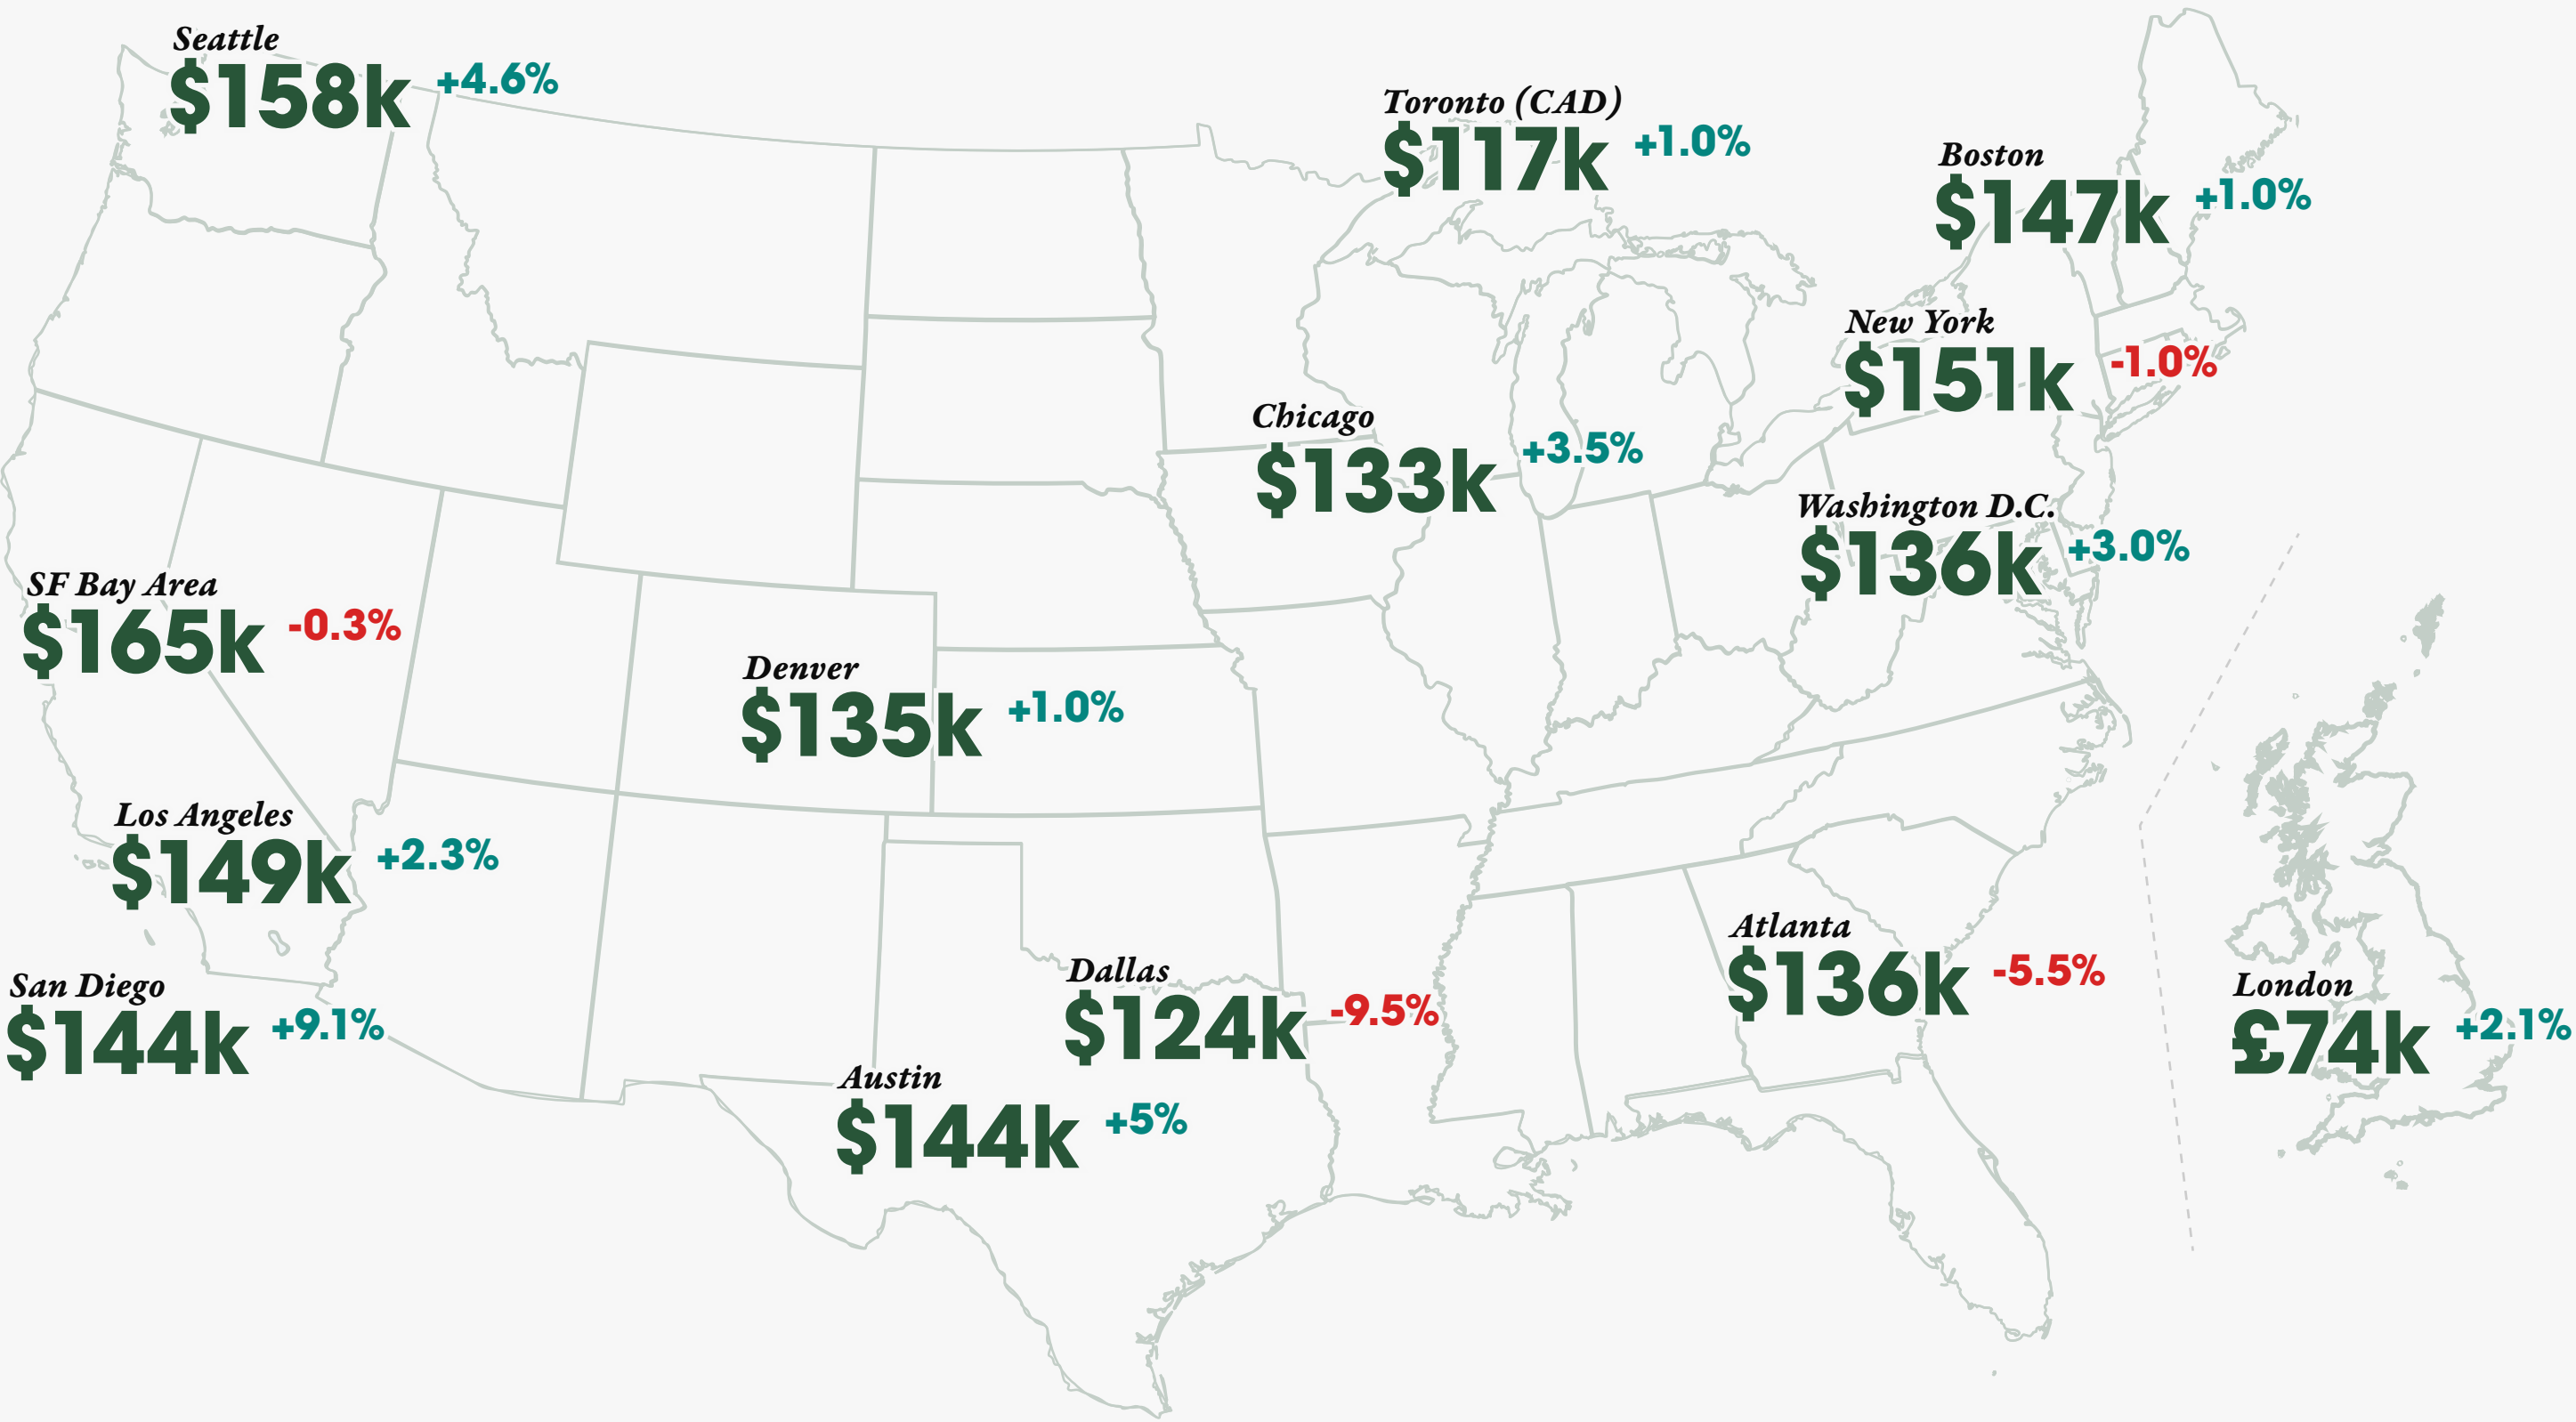 Seattle
$158k +4.6%
Toronto (CAD)
$117k +1.0%
Boston
$147k +1.0%
New York
$151k -1.0%
Chicago
$133k +3.5%
Washington D.C.
$136k +3.0%
SF Bay Area
$165k -0.3%
Denver
$135k +1.0%
Los Angeles
$149k +2.3%
Atlanta
$136k -5.5%
Dallas
$124k -9.5%
San Diego
$144k +9.1%
London
£74k +2.1%
Austin
$144k +5%